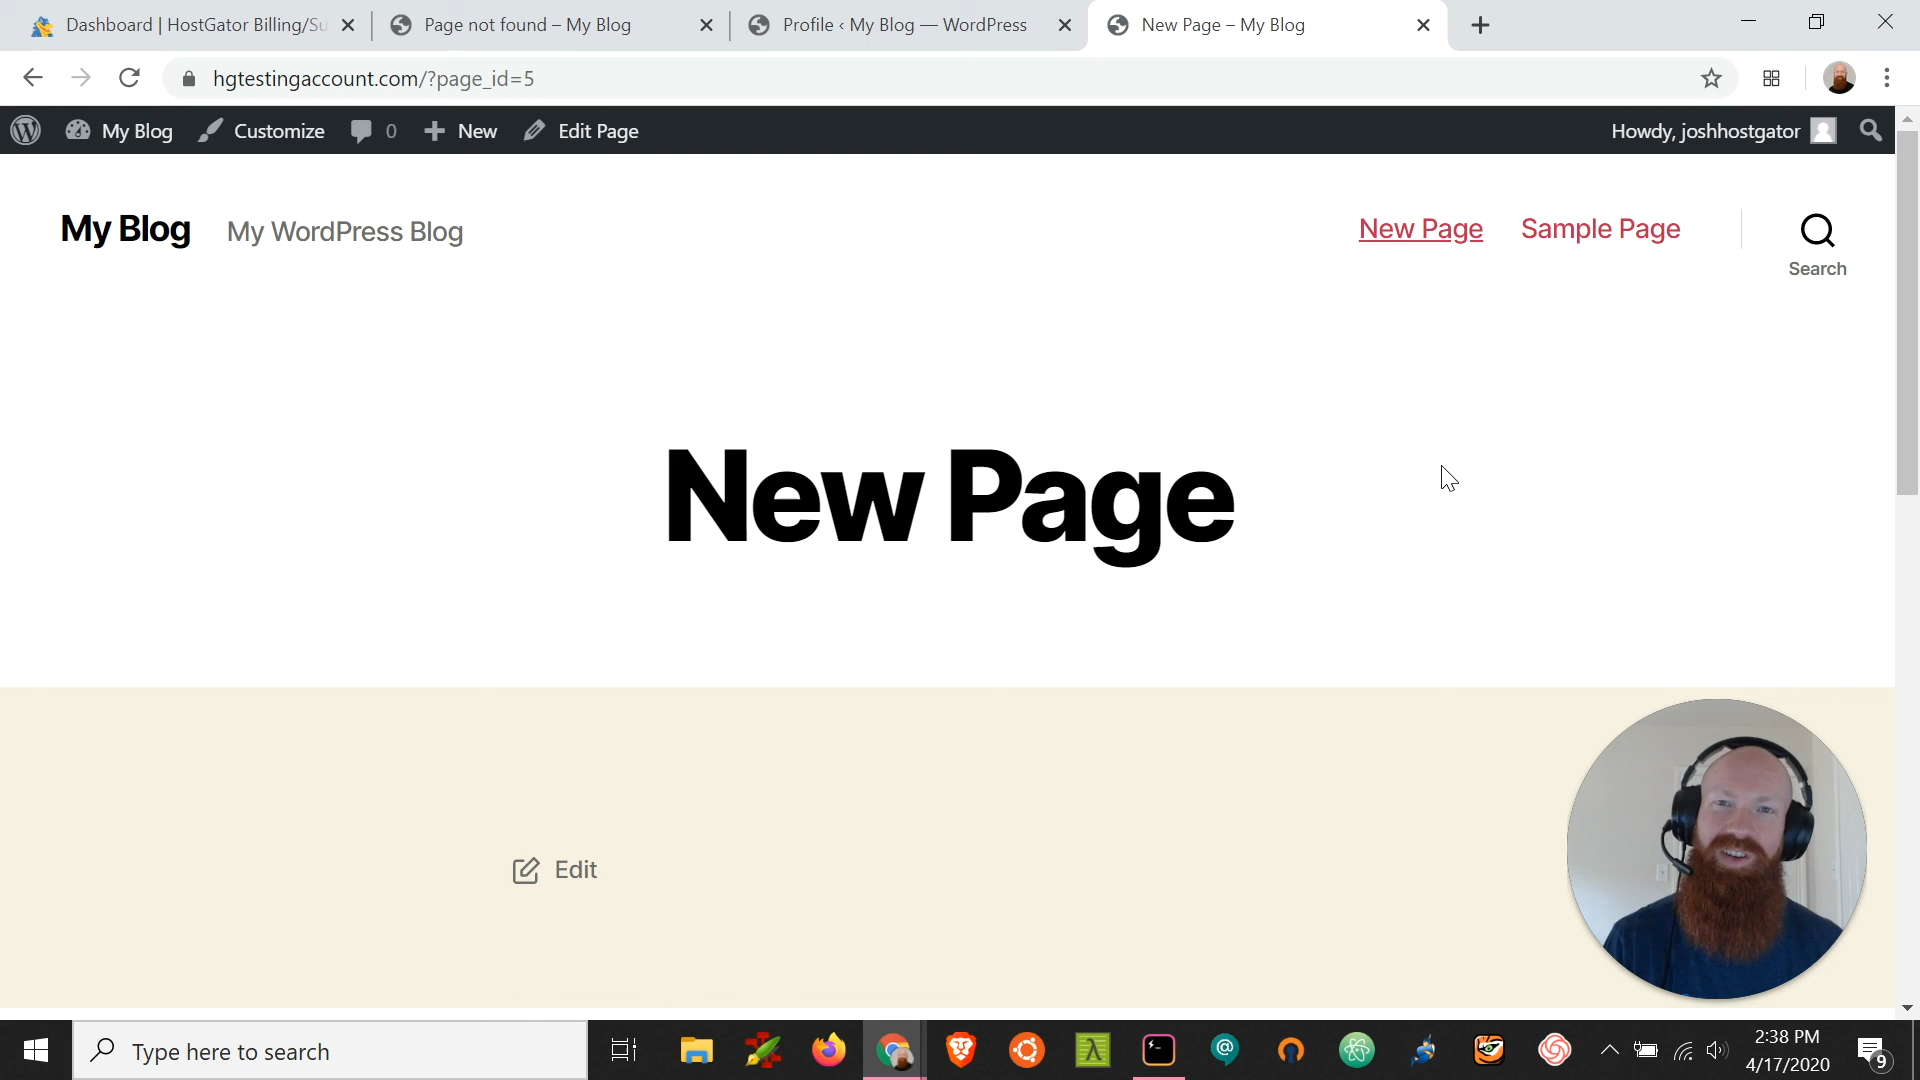 Dashboard | HostGator Billing/Su
Page not found – My Blog
Profile ‹ My Blog — WordPress
New Page – My Blog
hgtestingaccount.com/?page_id=5
My Blog
Customize
0
New
Edit Page
Howdy, joshhostgator
My Blog
My WordPress Blog
New Page
Sample Page
Search
New Page
Edit
Type here to search
2:38 PM
4/17/2020
9